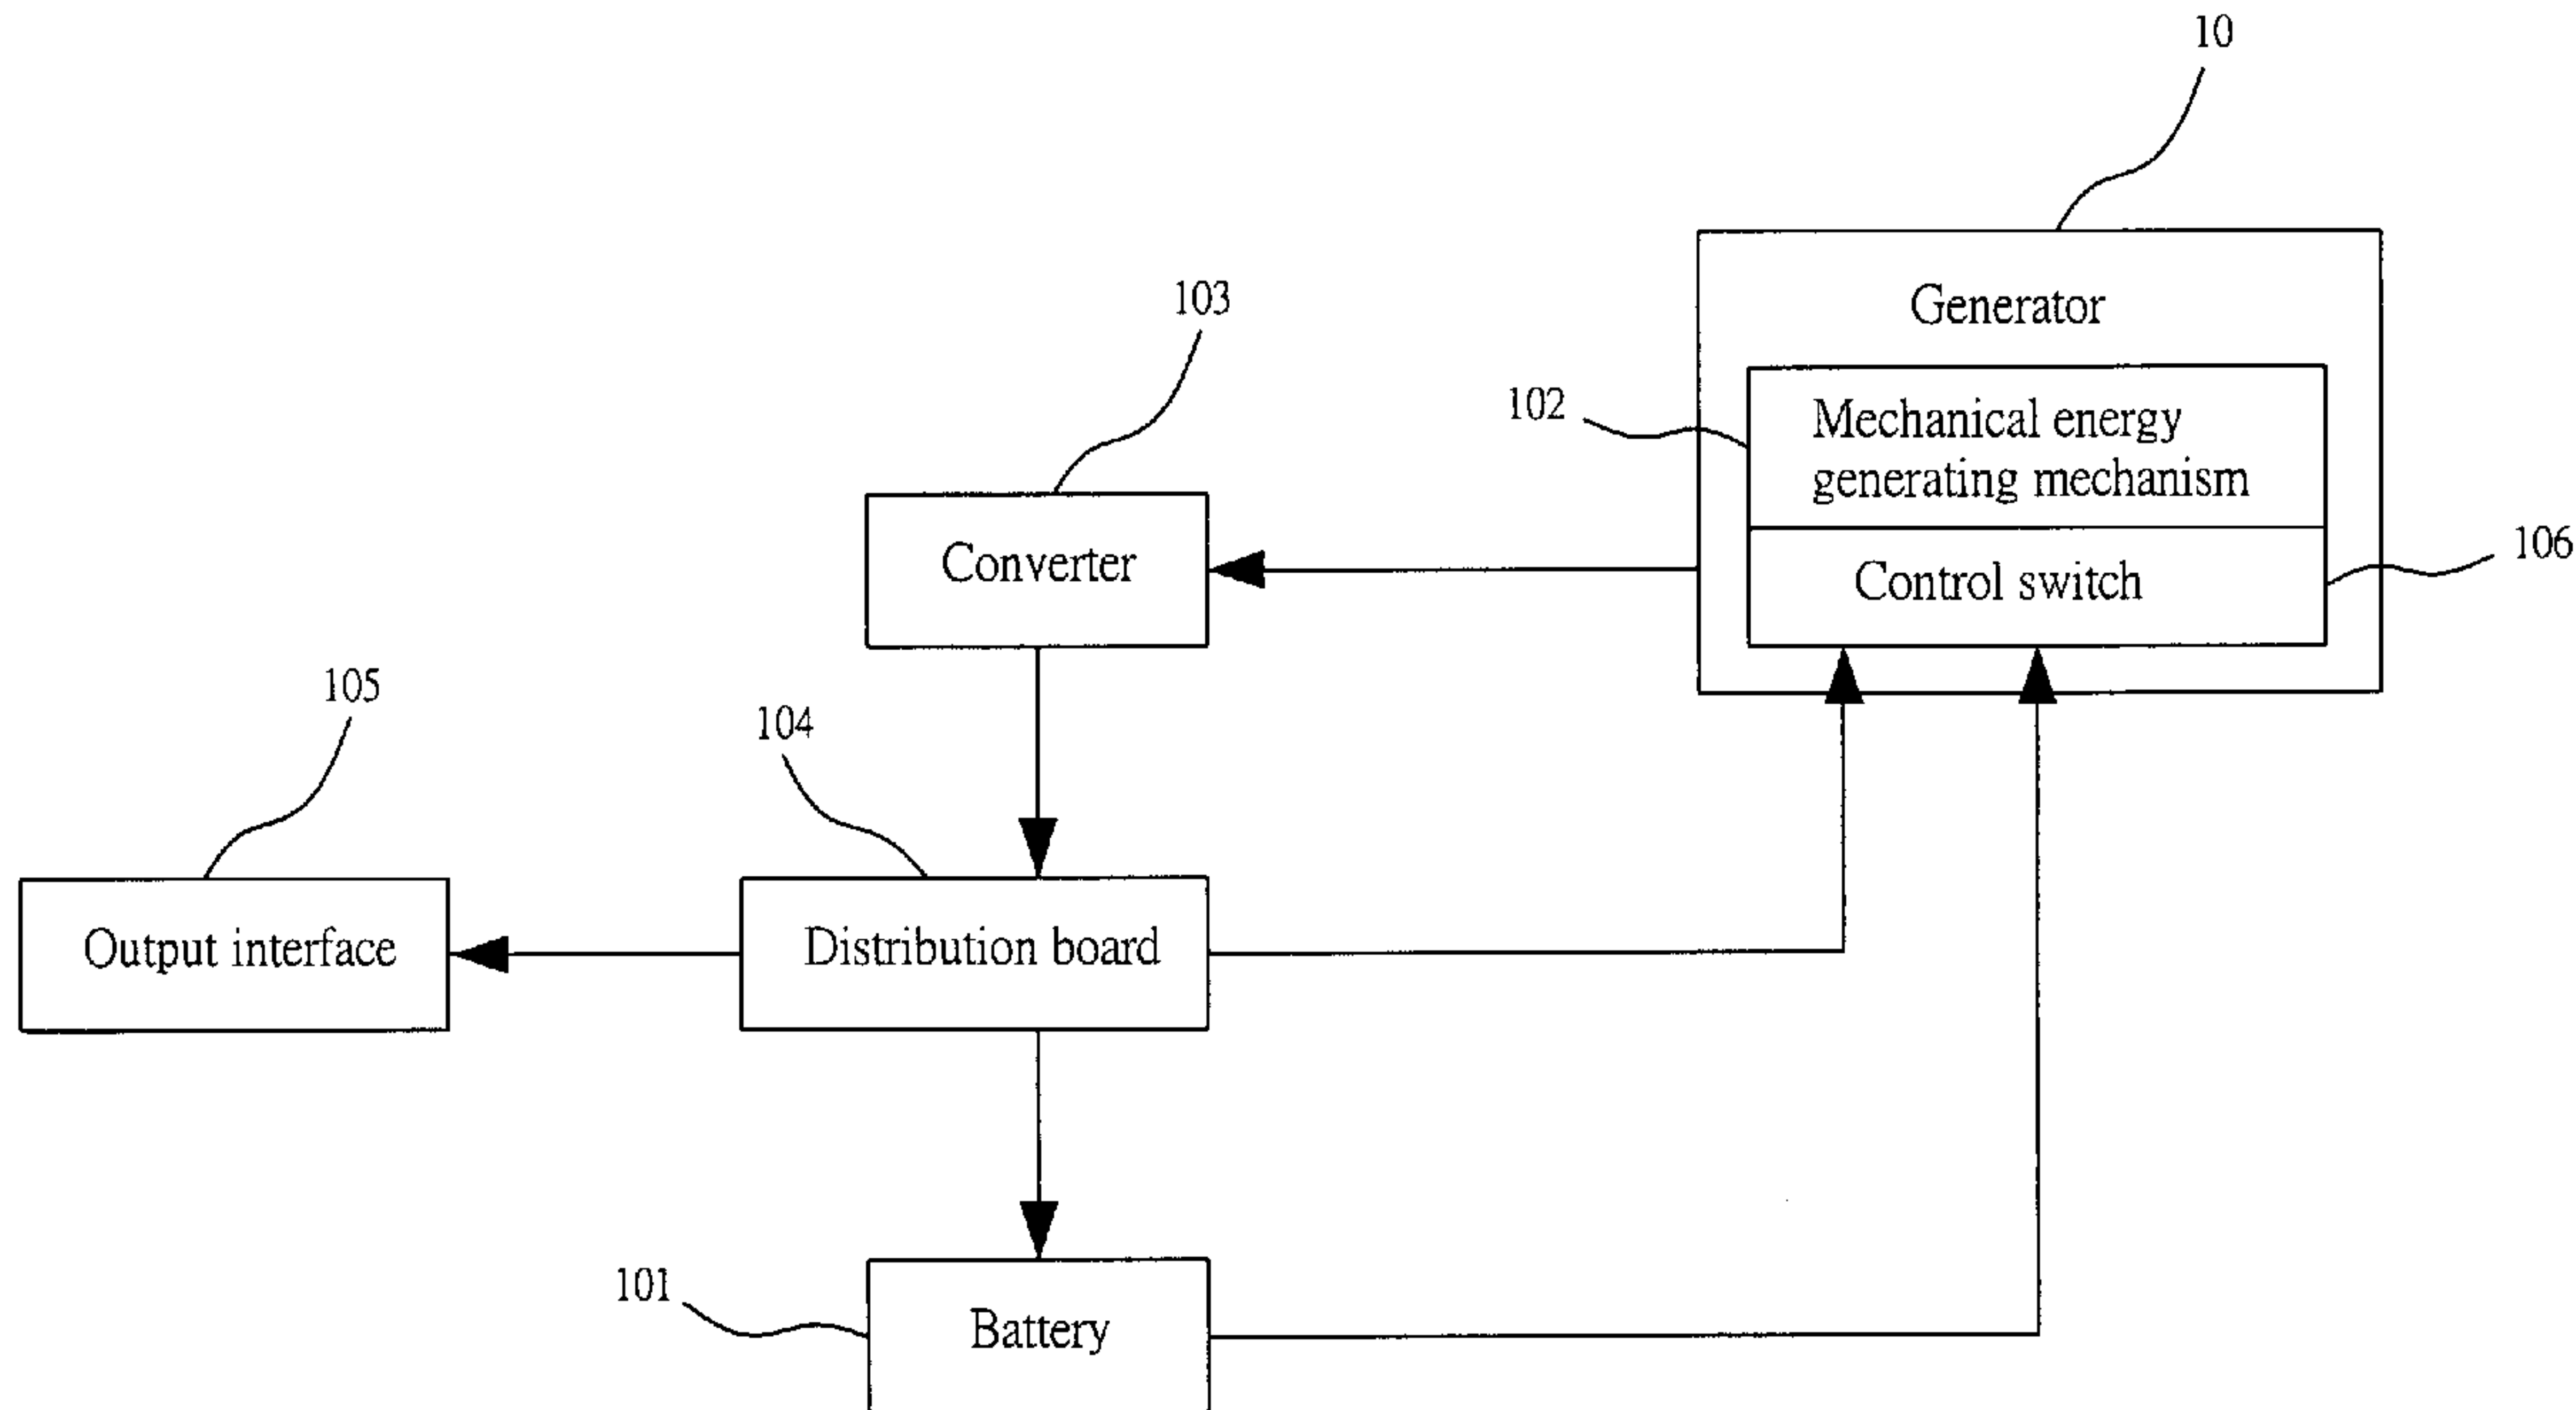 10
Generator
103
102
Mechanical energy
generating mechanism
Converter
106
Control switch
105
104
Output interface
Distribution board
101
Battery